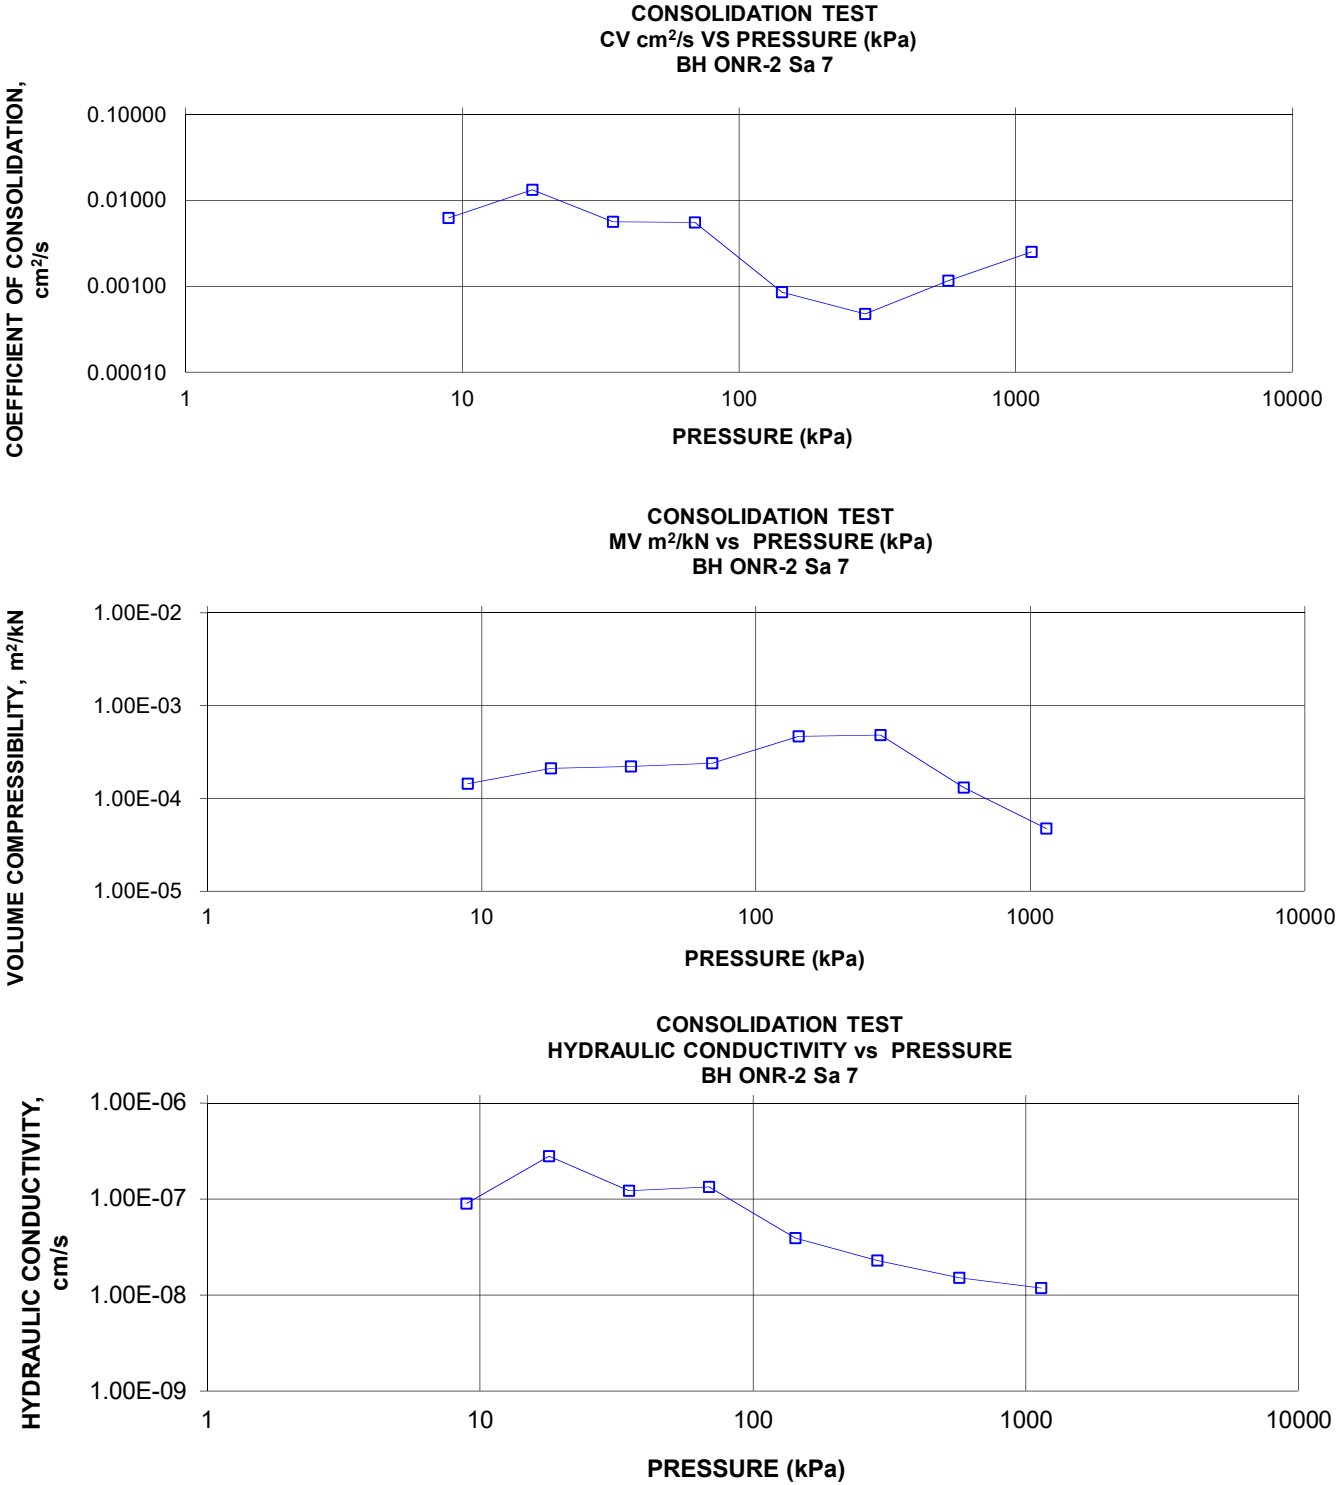 CONSOLIDATION TEST
CV cm²/s VS PRESSURE (kPa)
BH ONR-2 Sa 7
COEFFICIENT OF CONSOLIDATION,
cm²/s
0.10000
0.01000
0.00100
0.00010
1 10 100 1000 10000
PRESSURE (kPa)
CONSOLIDATION TEST
MV m²/kN vs PRESSURE (kPa)
BH ONR-2 Sa 7
VOLUME COMPRESSIBILITY, m²/kN
1.00E-02
1.00E-03
1.00E-04
1.00E-05
1 10 100 1000 10000
PRESSURE (kPa)
CONSOLIDATION TEST
HYDRAULIC CONDUCTIVITY vs PRESSURE
BH ONR-2 Sa 7
HYDRAULIC CONDUCTIVITY,
cm/s
1.00E-06
1.00E-07
1.00E-08
1.00E-09
1 10 100 1000 10000
PRESSURE (kPa)